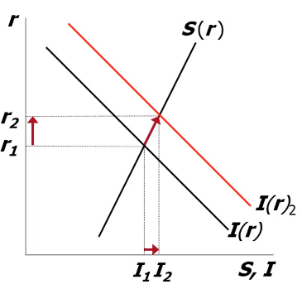 r
S(r)
r₂
r₁
I(r)₂
I(r)
I₁ I₂
S, I